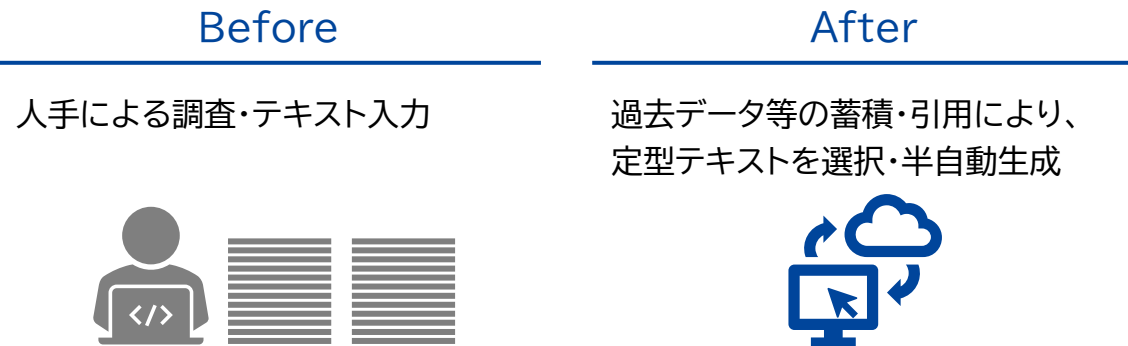 Before
人手による調査・テキスト入力
</>
After
過去データ等の蓄積・引用により、
定型テキストを選択・半自動生成